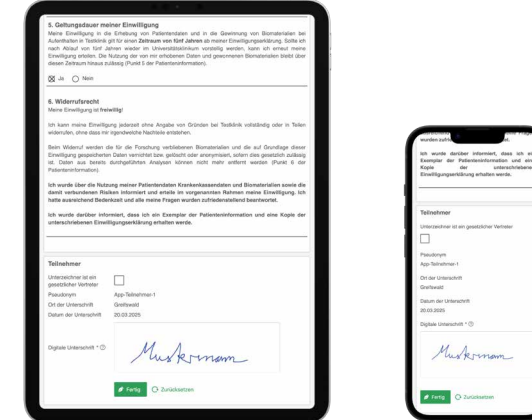 5. Geltungsdauer meiner Einwilligung
Meine Einwilligung in die Erhebung von Patientendaten und in die Gewinnung von Biomaterialien bei
Aufenthalten in Testklinik gilt für einen Zeitraum von fünf Jahren ab meiner Einwilligungserklärung. Sollte ich
nach Ablauf von fünf Jahren wieder im Universitätsklinikum vorstellig werden, kann ich erneut meine
Einwilligung erteilen. Die Nutzung der von mir erhobenen Daten und gewonnenen Biomaterialien bleibt über
diesen Zeitraum hinaus zulässig (Punkt 5 der Patienteninformation).
Ja Nein
6. Widerrufsrecht
Meine Einwilligung ist freiwillig!
Ich kann meine Einwilligung jederzeit ohne Angabe von Gründen bei Testklinik vollständig oder in Teilen
widerrufen, ohne dass mir irgendwelche Nachteile entstehen.
Beim Widerruf werden die für die Forschung verbliebenen Biomaterialien und die auf Grundlage dieser
Einwilligung gespeicherten Daten vernichtet bzw. gelöscht oder anonymisiert, sofern dies gesetzlich zulässig
ist. Daten aus bereits durchgeführten Analysen können nicht mehr entfernt werden (Punkt 6 der
Patienteninformation).
Ich wurde über die Nutzung meiner Patientendaten Krankenkassendaten und Biomaterialien sowie die
damit verbundenen Risiken informiert und erteile im vorgenannten Rahmen meine Einwilligung. Ich
hatte ausreichend Bedenkzeit und alle meine Fragen wurden zufriedenstellend beantwortet.
Ich wurde darüber informiert, dass ich ein Exemplar der Patienteninformation und eine Kopie der
unterschriebenen Einwilligungserklärung erhalten werde.
Teilnehmer
Unterzeichner ist ein
gesetzlicher Vertreter
Pseudonym App-Teilnehmer-1
Ort der Unterschrift Greifswald
Datum der Unterschrift 20.03.2025
Digitale Unterschrift *
Mustermann
Fertig Zurücksetzen
Ich wurde darüber informiert, dass ich ein
Exemplar der Patienteninformation und eine
Kopie der unterschriebenen
Einwilligungserklärung erhalten werde.
Teilnehmer
Unterzeichner ist ein gesetzlicher Vertreter
Pseudonym
App-Teilnehmer-1
Ort der Unterschrift
Greifswald
Datum der Unterschrift
20.03.2025
Digitale Unterschrift *
Mustermann
Fertig Zurücksetzen